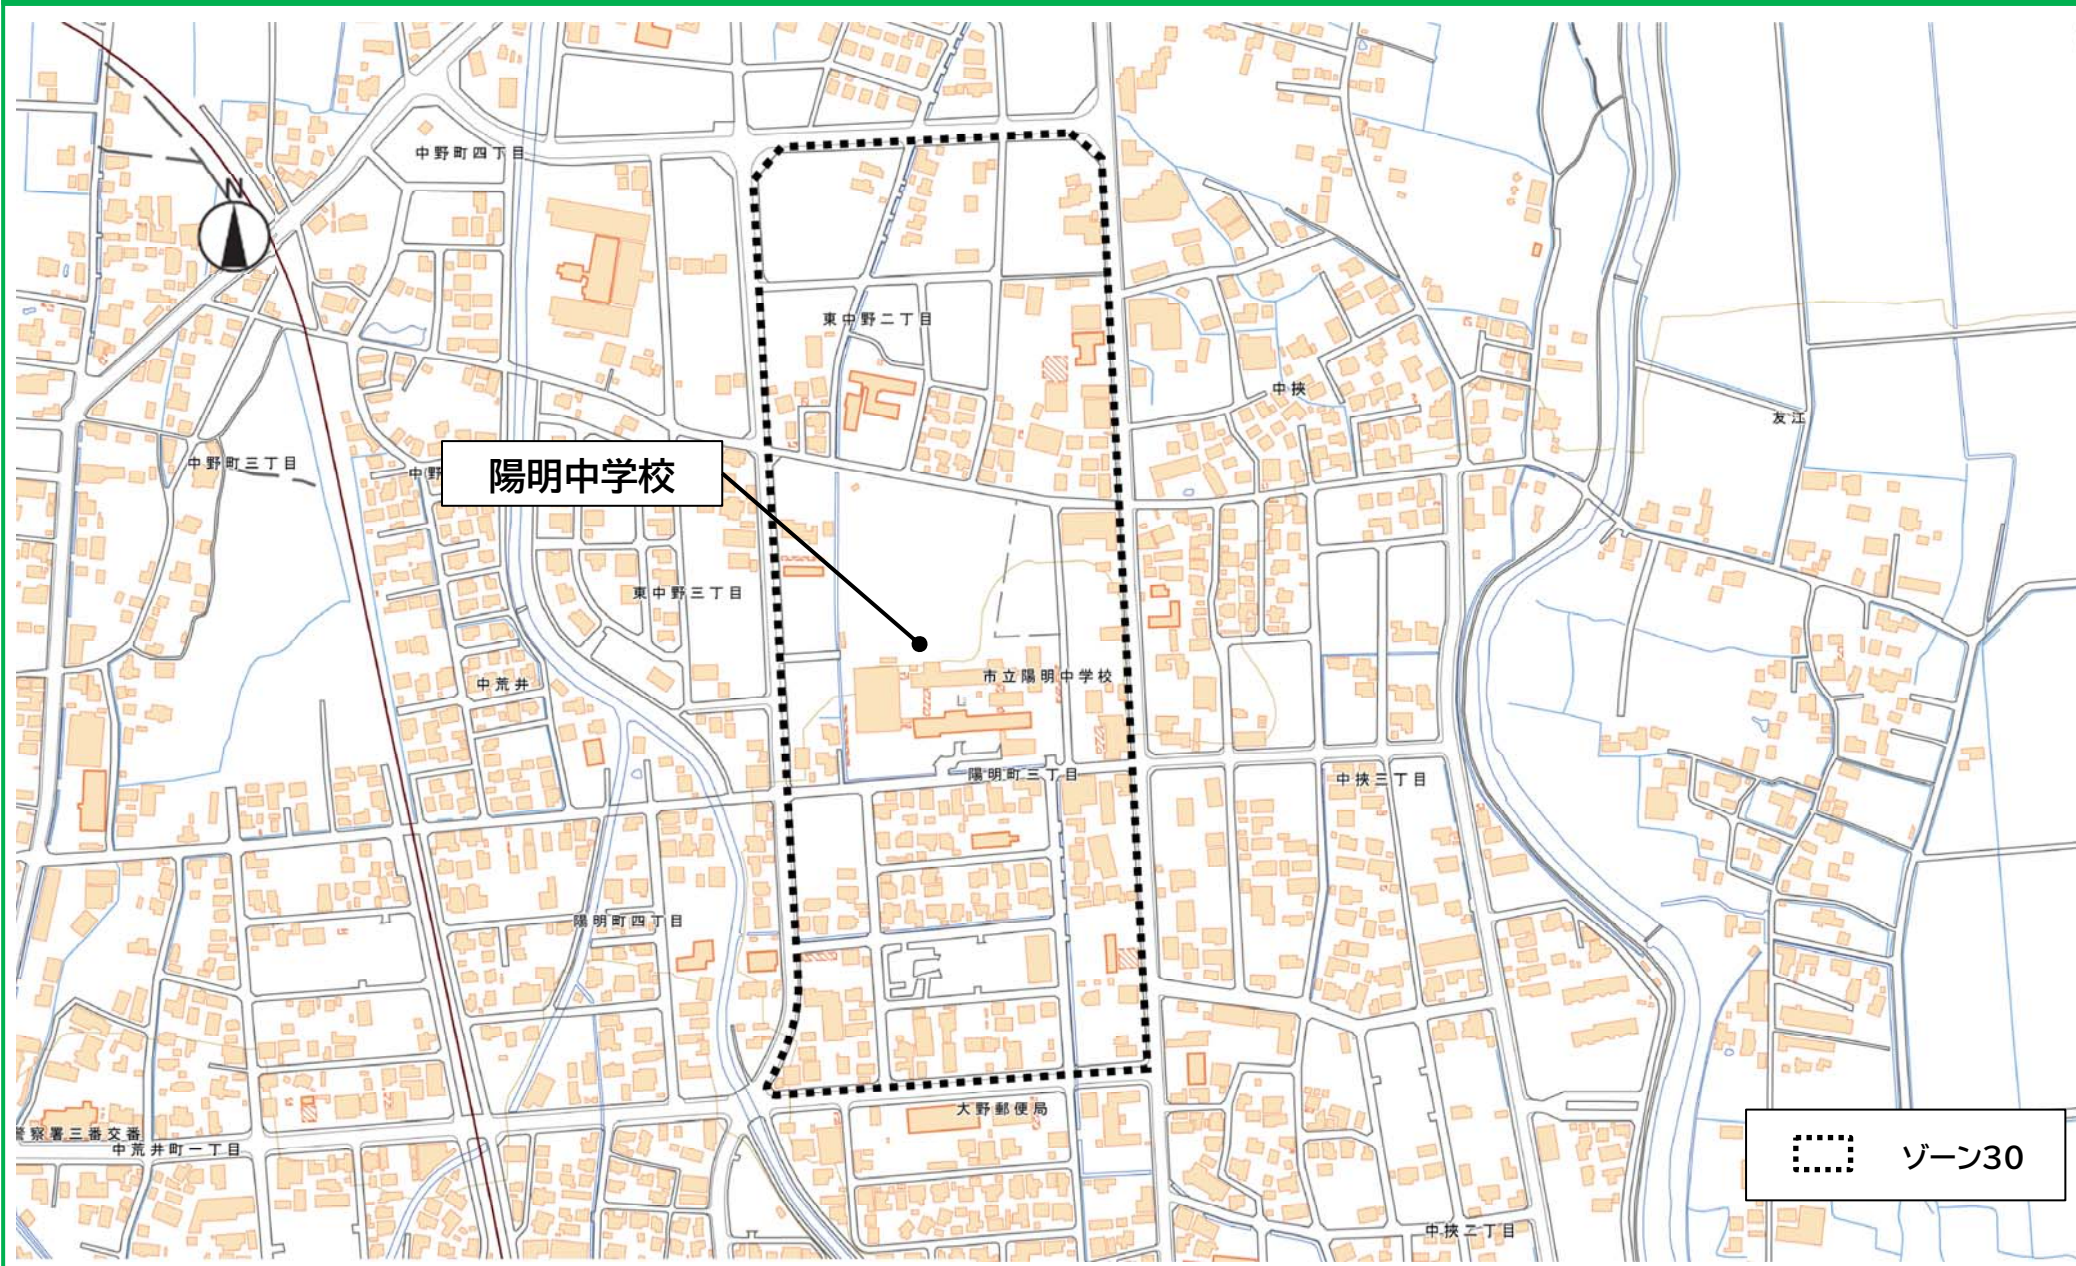 中野町四丁目
N
東中野二丁目
中挾
友江
中野町三丁目
中野
陽明中学校
東中野三丁目
市立陽明中学校
中荒井
陽明町三丁目
中挾三丁目
陽明町四丁目
大野郵便局
警察署三番交番
中荒井町一丁目
ゾーン30
中挾二丁目